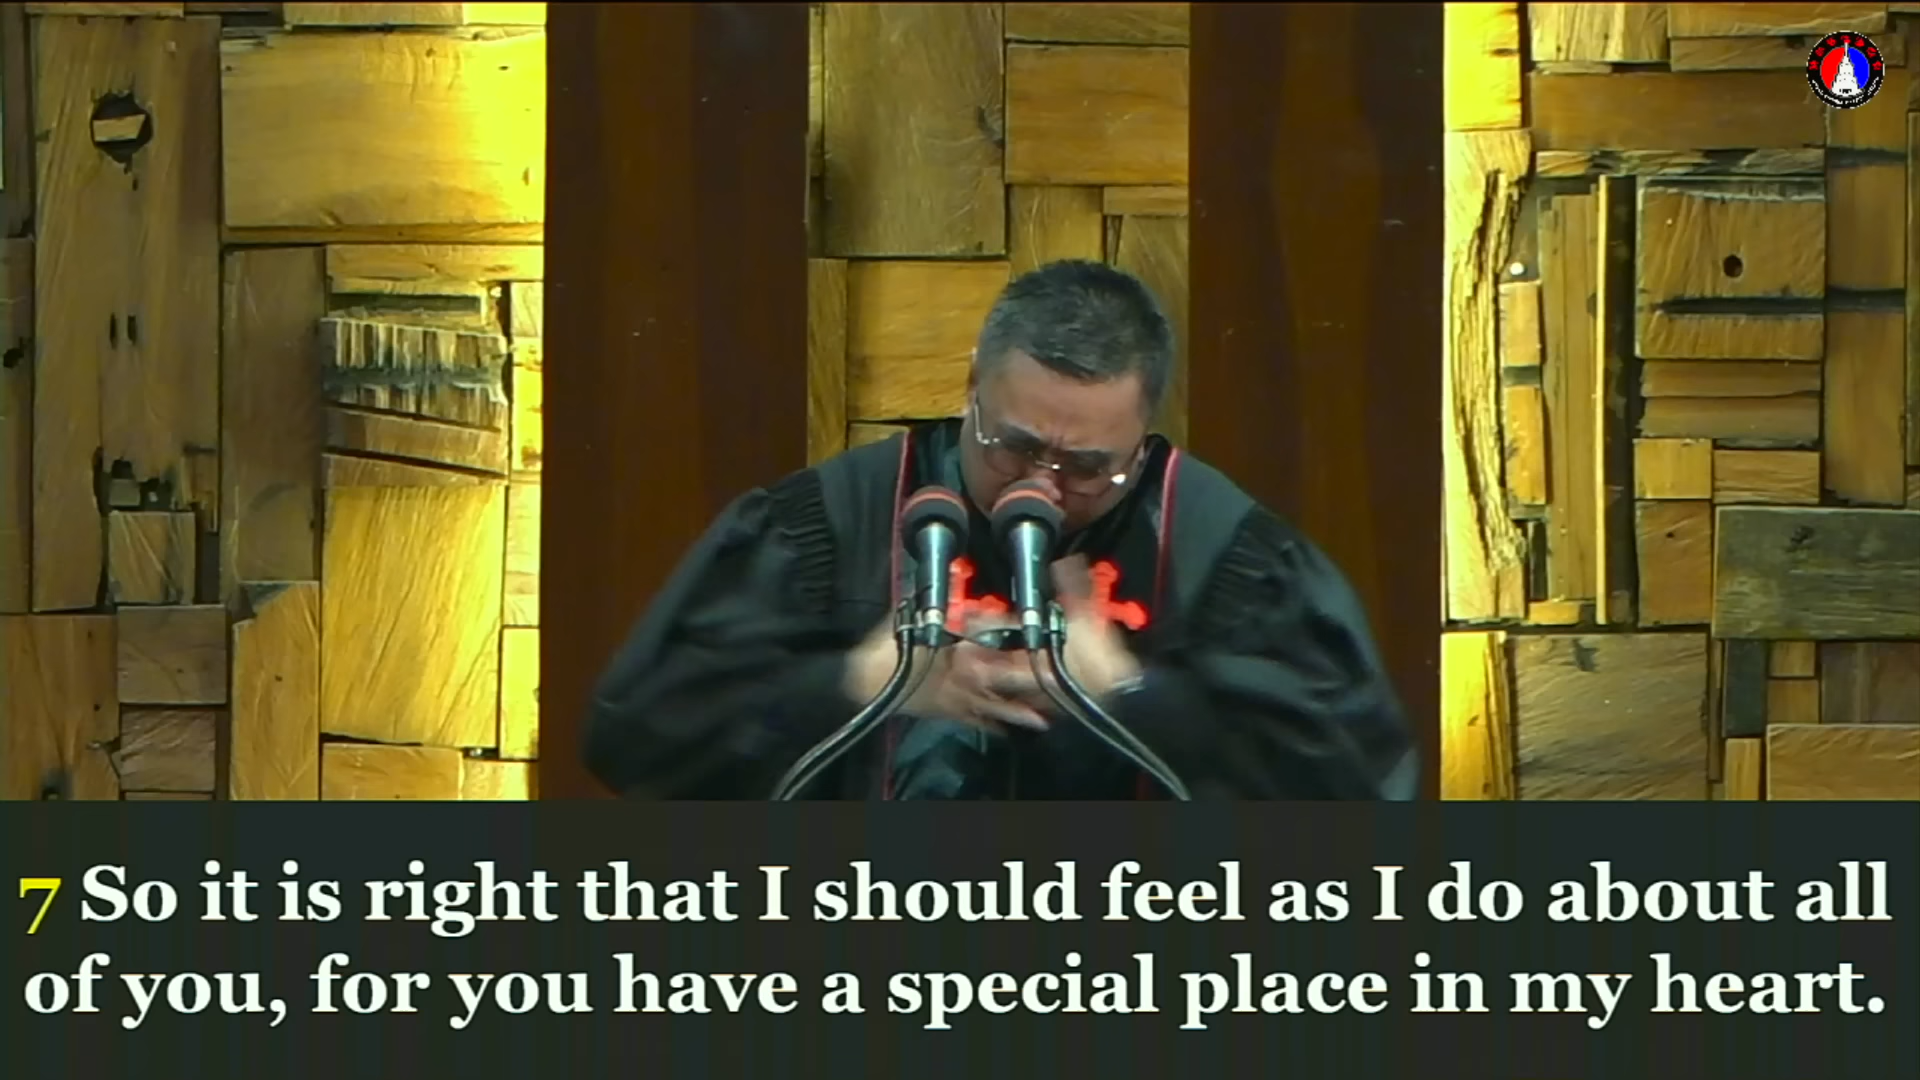 7 So it is right that I should feel as I do about all
of you, for you have a special place in my heart.